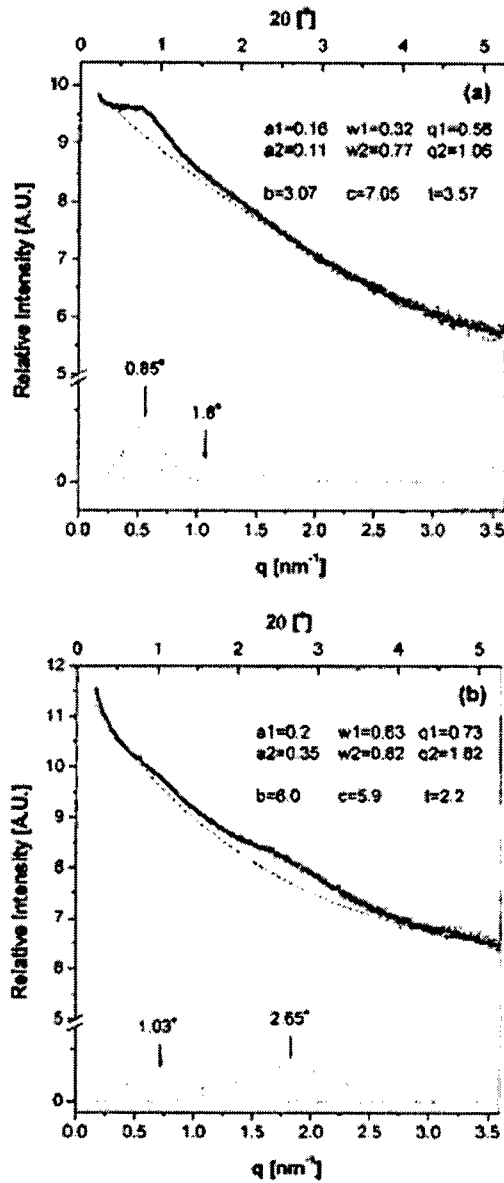 2θ [°]
0 1 2 3 4 5
(a)
10
9
8
7
6
5
0
Relative Intensity [A.U.]
a1=0.16 w1=0.32 q1=0.56
a2=0.11 w2=0.77 q2=1.06
b=3.07 c=7.05 t=3.57
0.85°
1.6°
0.0 0.5 1.0 1.5 2.0 2.5 3.0 3.5
q [nm⁻¹]
2θ [°]
0 1 2 3 4 5
(b)
12
11
10
9
8
7
6
5
0
Relative Intensity [A.U.]
a1=0.2 w1=0.63 q1=0.73
a2=0.35 w2=0.82 q2=1.82
b=6.0 c=5.9 t=2.2
1.03°
2.65°
0.0 0.5 1.0 1.5 2.0 2.5 3.0 3.5
q [nm⁻¹]